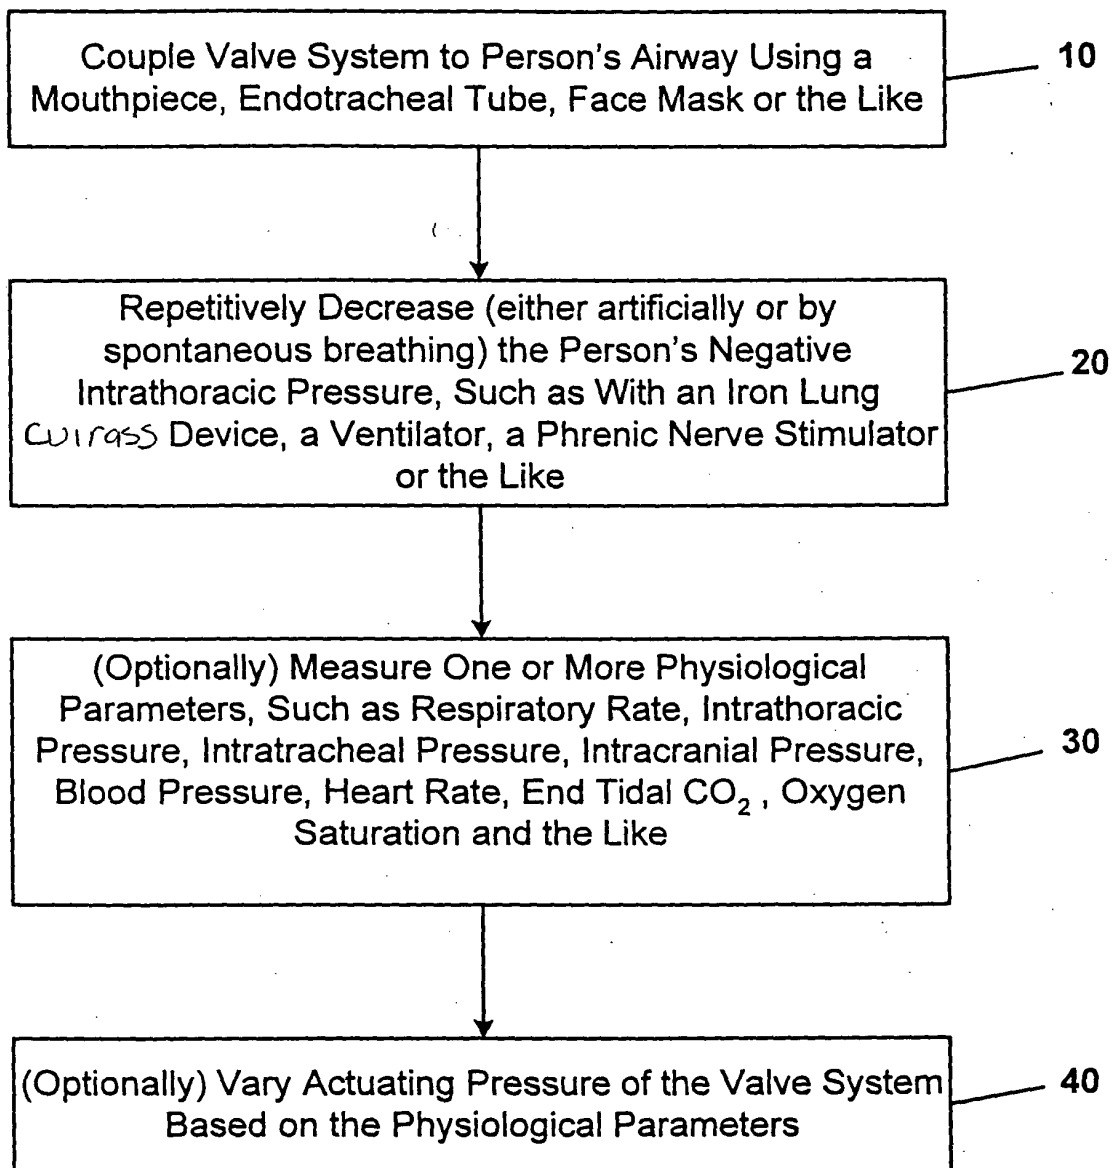 Couple Valve System to Person's Airway Using a
Mouthpiece, Endotracheal Tube, Face Mask or the Like
10
Repetitively Decrease (either artificially or by
spontaneous breathing) the Person's Negative
Intrathoracic Pressure, Such as With an Iron Lung
Cuirass Device, a Ventilator, a Phrenic Nerve Stimulator
or the Like
20
(Optionally) Measure One or More Physiological
Parameters, Such as Respiratory Rate, Intrathoracic
Pressure, Intratracheal Pressure, Intracranial Pressure,
Blood Pressure, Heart Rate, End Tidal CO₂ , Oxygen
Saturation and the Like
30
(Optionally) Vary Actuating Pressure of the Valve System
Based on the Physiological Parameters
40